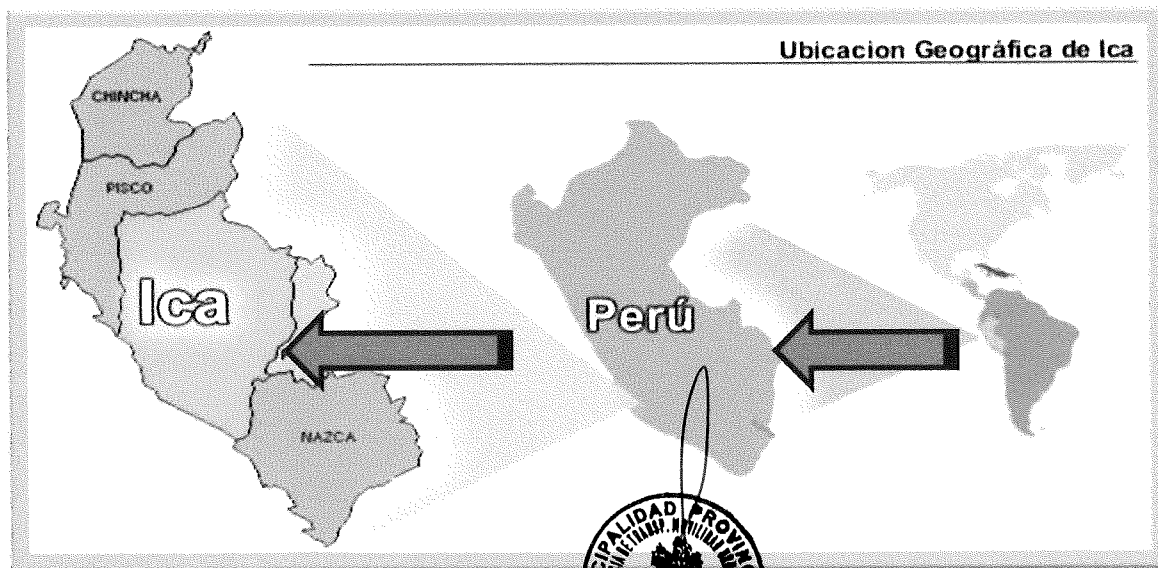 Ubicacion Geográfica de Ica
CHINCHA
PISCO
Ica
NAZCA
Perú